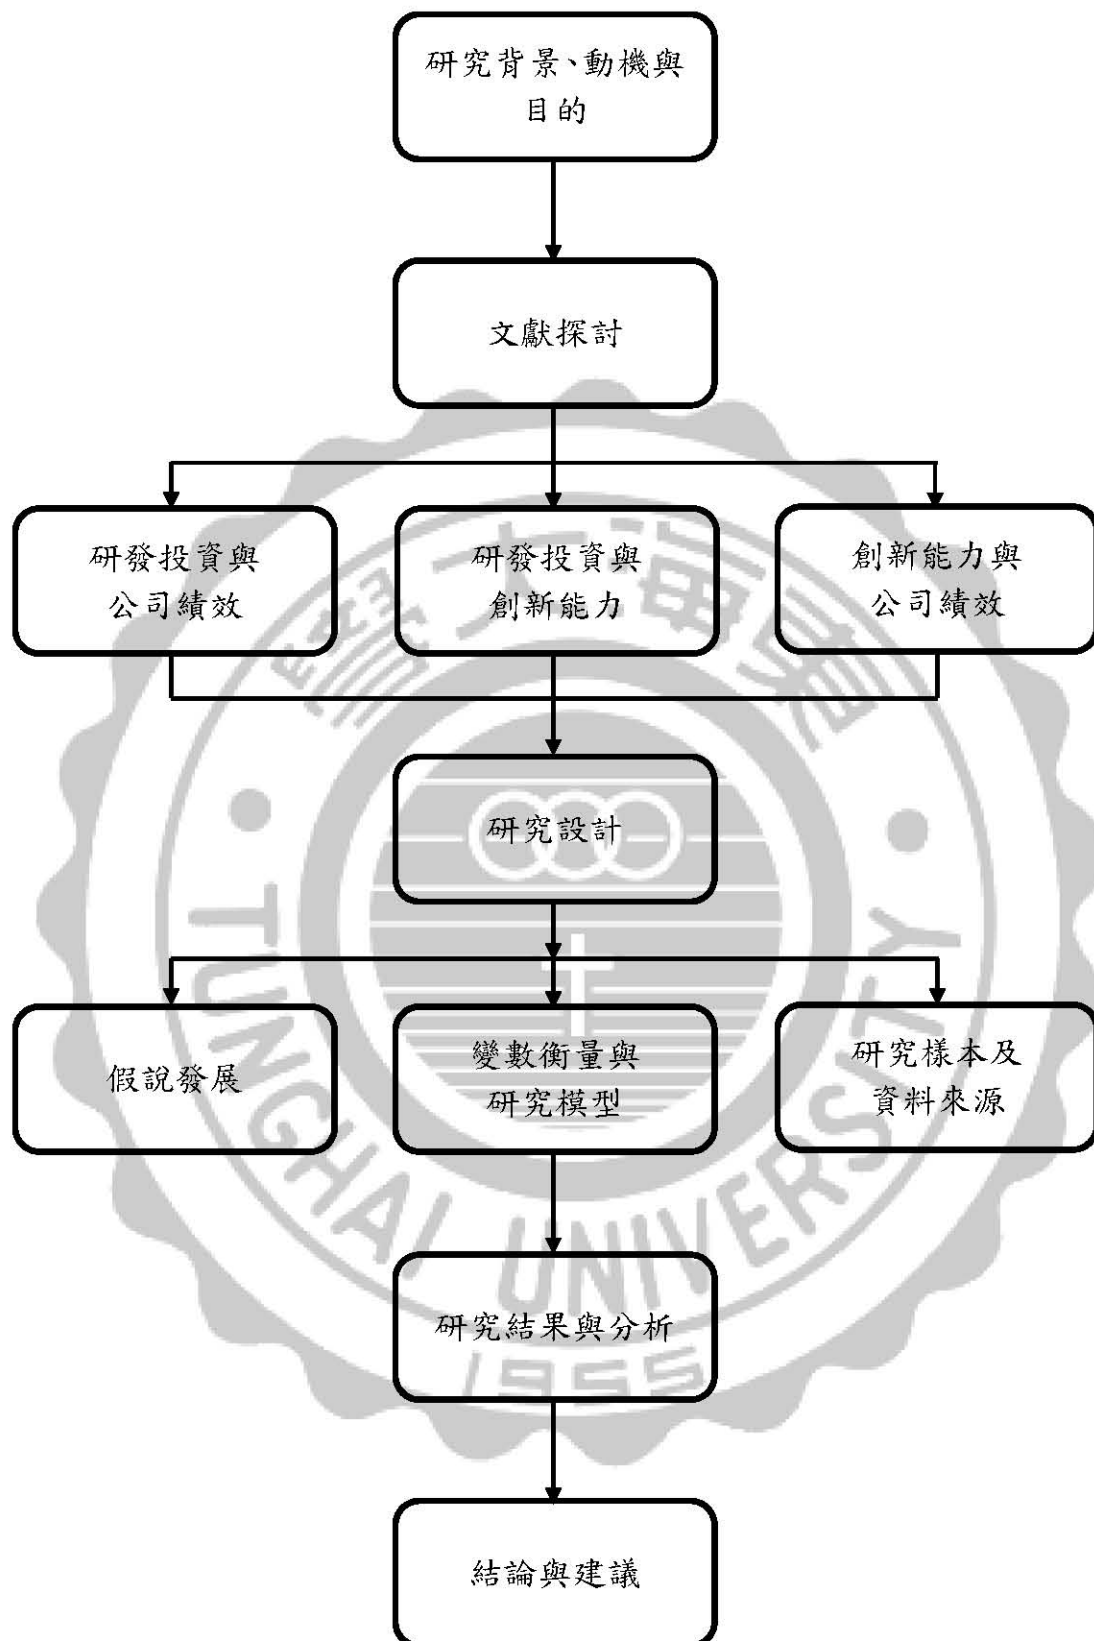 研究背景、動機與
目的
文獻探討
研發投資與
公司績效
研發投資與
創新能力
創新能力與
公司績效
東海大學
研究設計
假說發展
變數衡量與
研究模型
研究樣本及
資料來源
TUNGHAI UNIVERSITY
研究結果與分析
1955
結論與建議